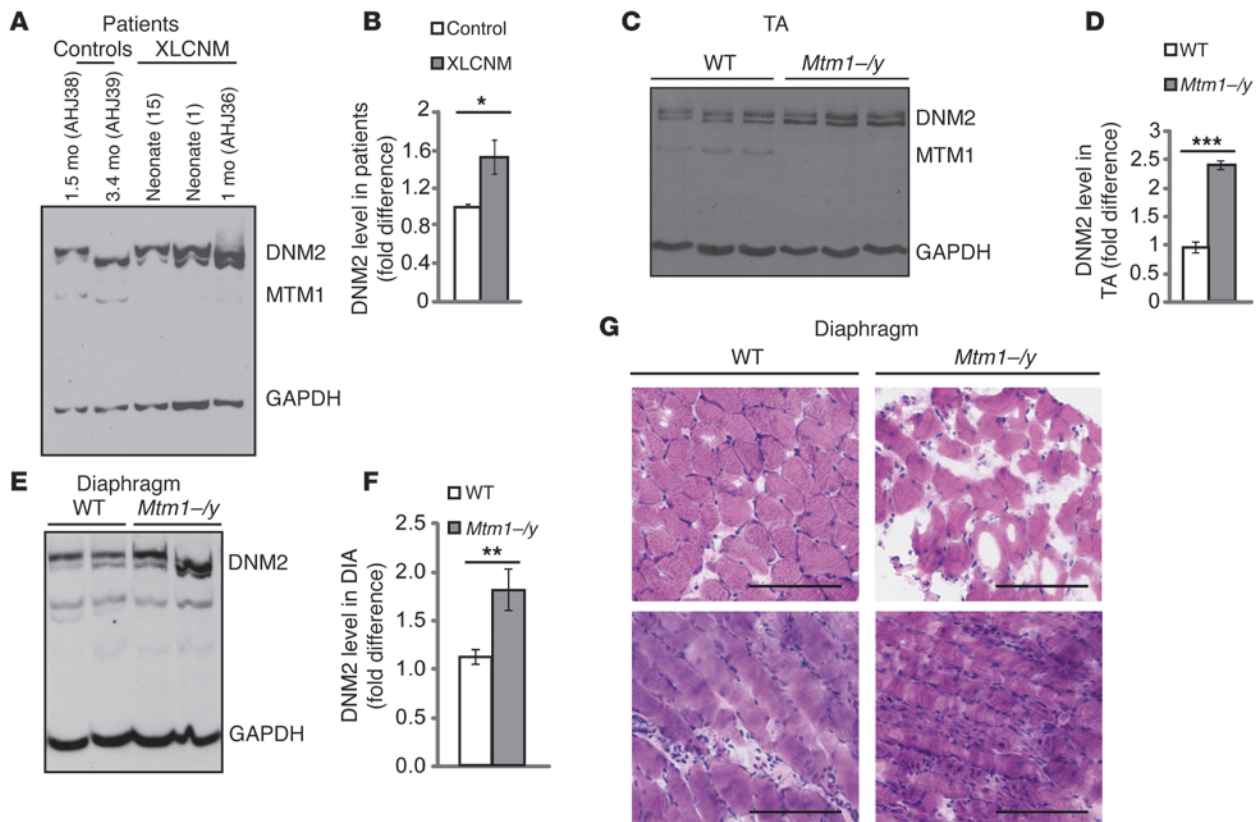 A
Patients
Controls XLCNM
1.5 mo (AHJ38)
3.4 mo (AHJ39)
Neonate (15)
Neonate (1)
1 mo (AHJ36)
DNM2
MTM1
GAPDH
B
Control
XLCNM
DNM2 level in patients
(fold difference)
2
1.6
1.2
0.8
0.4
0
*
C
TA
WT Mtm1–/y
DNM2
MTM1
GAPDH
D
WT
Mtm1–/y
DNM2 level in
TA (fold difference)
3
2.5
2
1.5
1
0.5
0
***
E
Diaphragm
WT Mtm1–/y
DNM2
GAPDH
F
WT
Mtm1–/y
DNM2 level in DIA
(fold difference)
2.5
2.0
1.5
1.0
0.5
0.0
**
G
Diaphragm
WT Mtm1–/y